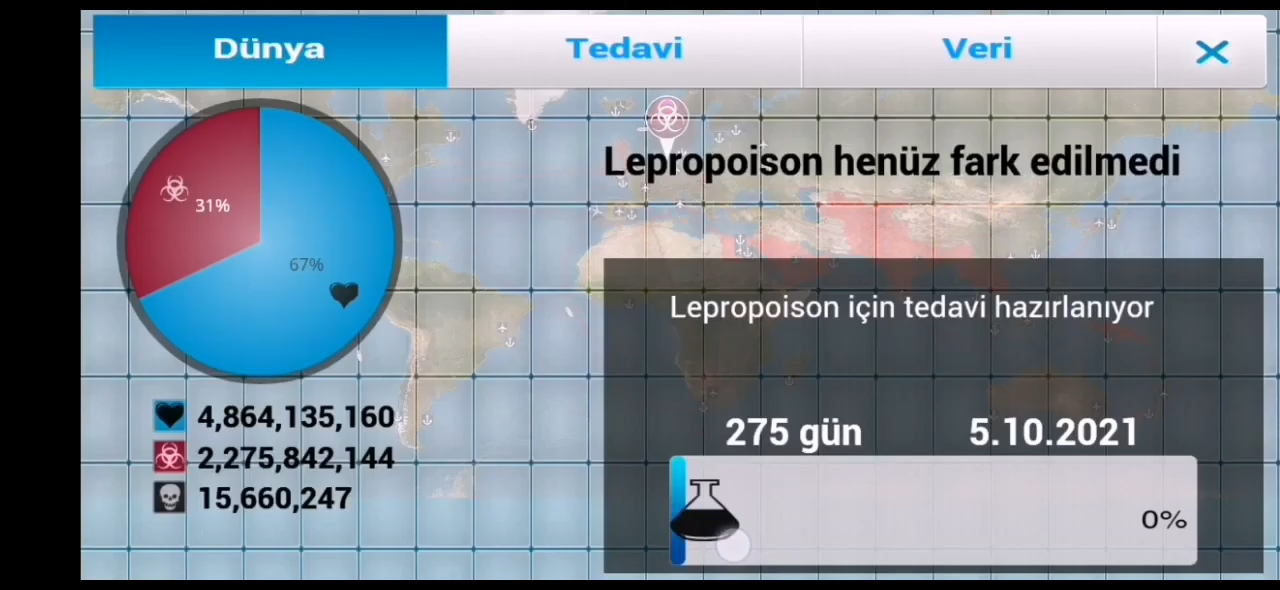 Dünya
Tedavi
Veri
Lepropoison henüz fark edilmedi
31%
67%
4,864,135,160
2,275,842,144
15,660,247
Lepropoison için tedavi hazırlanıyor
275 gün
5.10.2021
0%